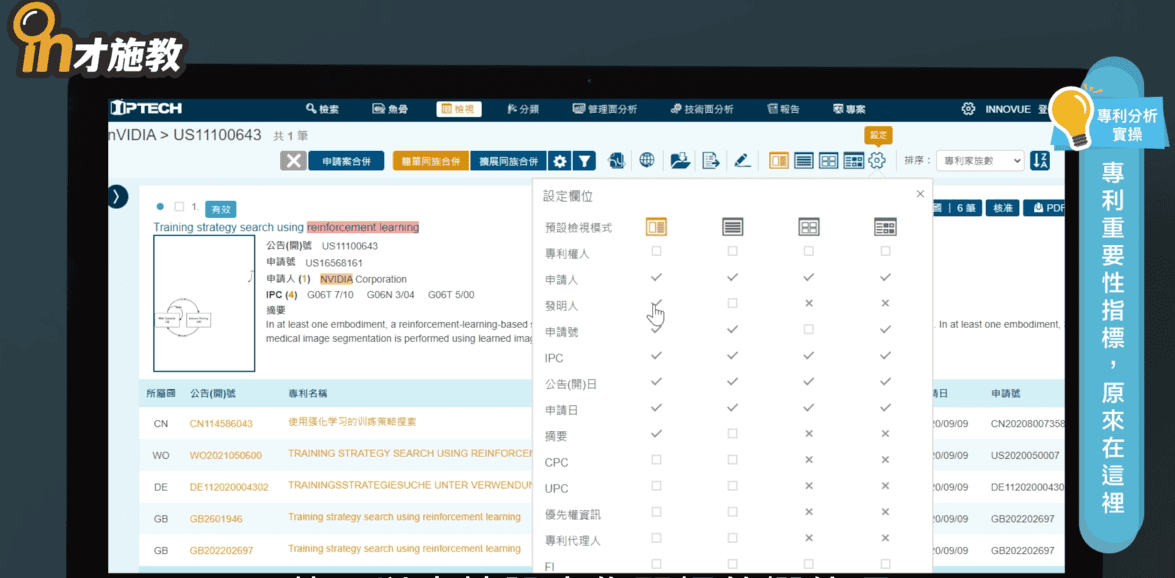 in才施教
IPTECH
檢索
魚骨
檢視
分類
管理面分析
技術面分析
報告
專案
INNOVUE
登
nVIDIA > US11100643 共 1 筆
設定
申請案合併
簡單同族合併
擴展同族合併
排序：
專利家族數
專利分析
實操
專利重要性指標，原來在這裡
1.
有效
Training strategy search using reinforcement learning
公告(開)號 US11100643
申請號 US16568161
申請人 (1) NVIDIA Corporation
IPC (4) G06T 7/10 G06N 3/04 G06T 5/00
摘要
In at least one embodiment, a reinforcement-learning-based
medical image segmentation is performed using learned
. In at least one embodiment,
國 | 6 筆
核准
PDF
設定欄位
預設檢視模式
專利權人
申請人
發明人
申請號
IPC
公告(開)日
申請日
摘要
CPC
UPC
優先權資訊
專利代理人
FI
所屬國 公告(開)號 專利名稱 申請號
CN CN114586043 使用强化学习的训练策略搜索 20/09/09 CN20208007358
WO WO2021050600 TRAINING STRATEGY SEARCH USING REINFORCEN 20/09/09 US2020050007
DE DE112020004302 TRAININGSSTRATEGIESUCHE UNTER VERWENDUN 20/09/09 DE11202000430
GB GB2601946 Training strategy search using reinforcement learning 20/09/09 GB202202697
GB GB202202697 Training strategy search using reinforcement learning 20/09/09 GB202202697